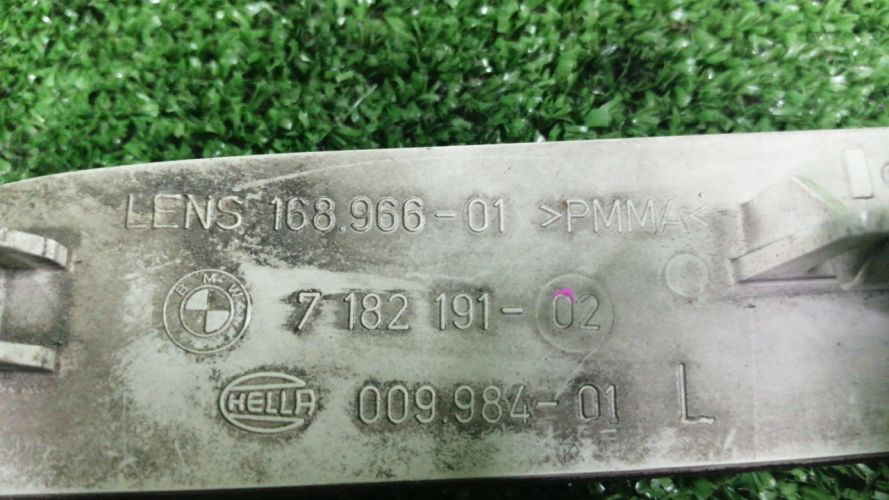 LENS 168.966-01 >PMMA<
BMW 7 182 191-02
HELLA 009.984-01 L